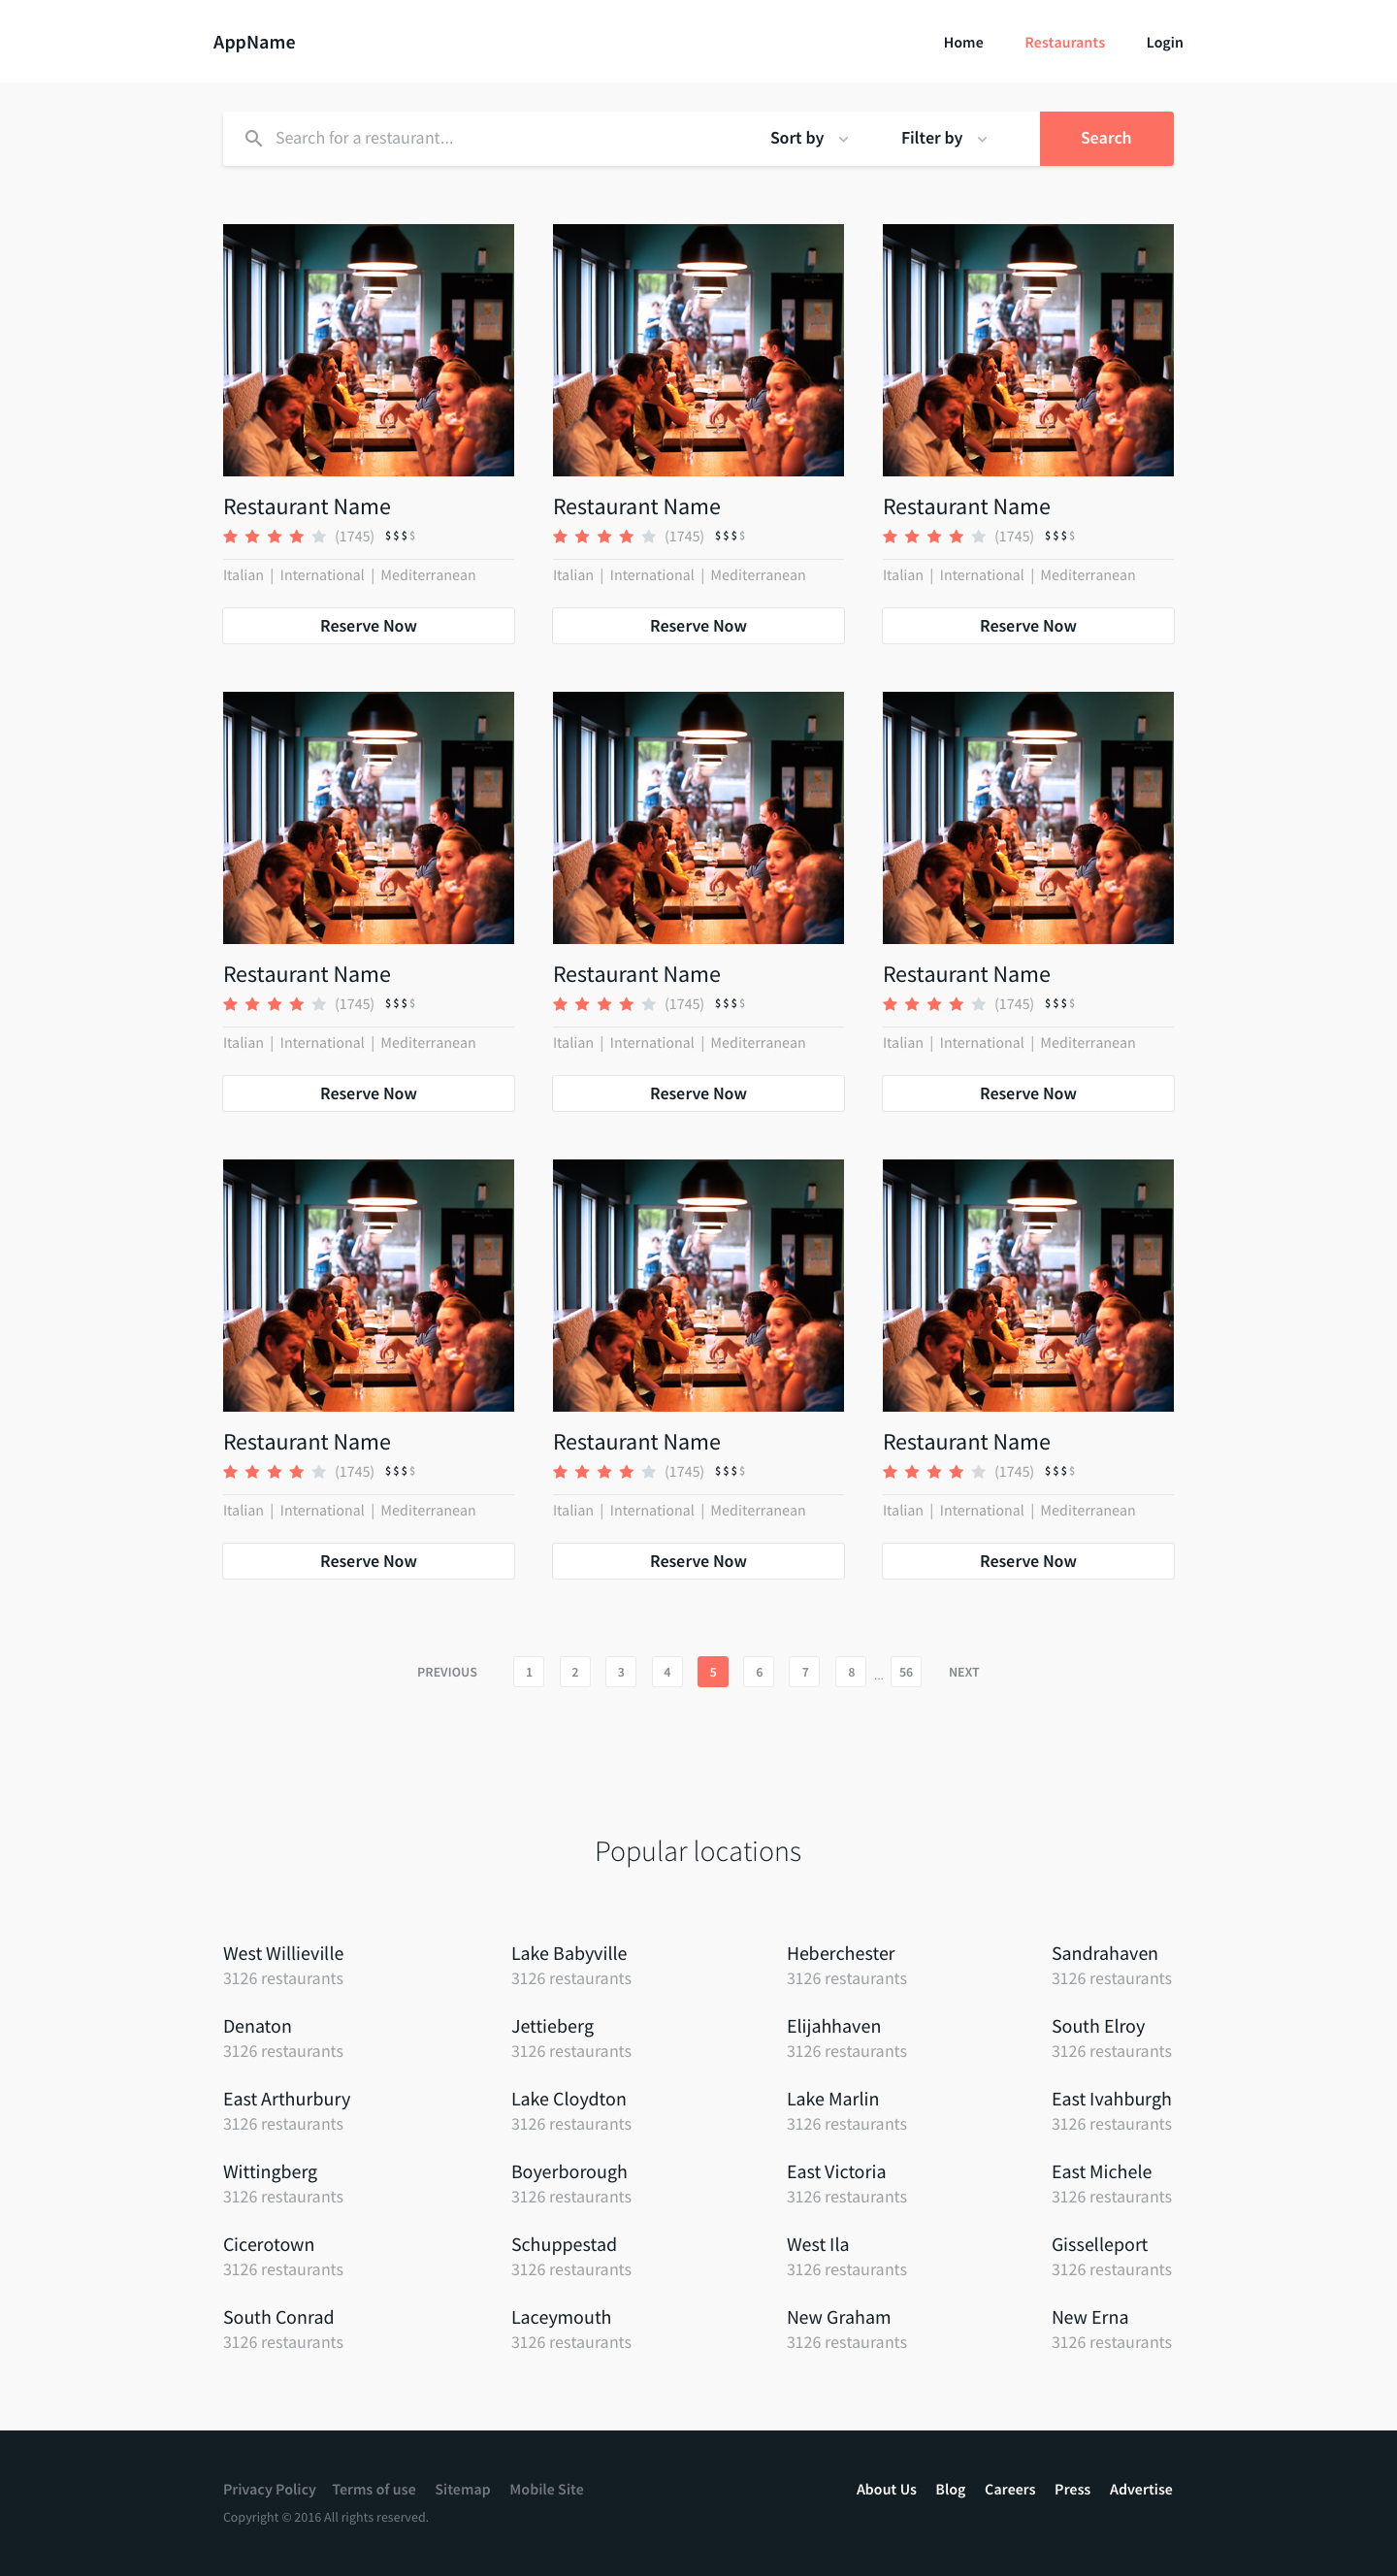 AppName Home Restaurants Login
Search for a restaurant... Sort by Filter by Search
Restaurant Name Restaurant Name Restaurant Name
(1745) $$$$ (1745) $$$$ (1745) $$$$
Italian | International | Mediterranean Italian | International | Mediterranean Italian | International | Mediterranean
Reserve Now Reserve Now Reserve Now
Restaurant Name Restaurant Name Restaurant Name
(1745) $$$$ (1745) $$$$ (1745) $$$$
Italian | International | Mediterranean Italian | International | Mediterranean Italian | International | Mediterranean
Reserve Now Reserve Now Reserve Now
Restaurant Name Restaurant Name Restaurant Name
(1745) $$$$ (1745) $$$$ (1745) $$$$
Italian | International | Mediterranean Italian | International | Mediterranean Italian | International | Mediterranean
Reserve Now Reserve Now Reserve Now
PREVIOUS 1 2 3 4 5 6 7 8 ... 56 NEXT
Popular locations
West Willieville Lake Babyville Heberchester Sandrahaven
3126 restaurants 3126 restaurants 3126 restaurants 3126 restaurants
Denaton Jettieberg Elijahhaven South Elroy
3126 restaurants 3126 restaurants 3126 restaurants 3126 restaurants
East Arthurbury Lake Cloydton Lake Marlin East Ivahburgh
3126 restaurants 3126 restaurants 3126 restaurants 3126 restaurants
Wittingberg Boyerborough East Victoria East Michele
3126 restaurants 3126 restaurants 3126 restaurants 3126 restaurants
Cicerotown Schuppestad West Ila Gisselleport
3126 restaurants 3126 restaurants 3126 restaurants 3126 restaurants
South Conrad Laceymouth New Graham New Erna
3126 restaurants 3126 restaurants 3126 restaurants 3126 restaurants
Privacy Policy Terms of use Sitemap Mobile Site About Us Blog Careers Press Advertise
Copyright © 2016 All rights reserved.